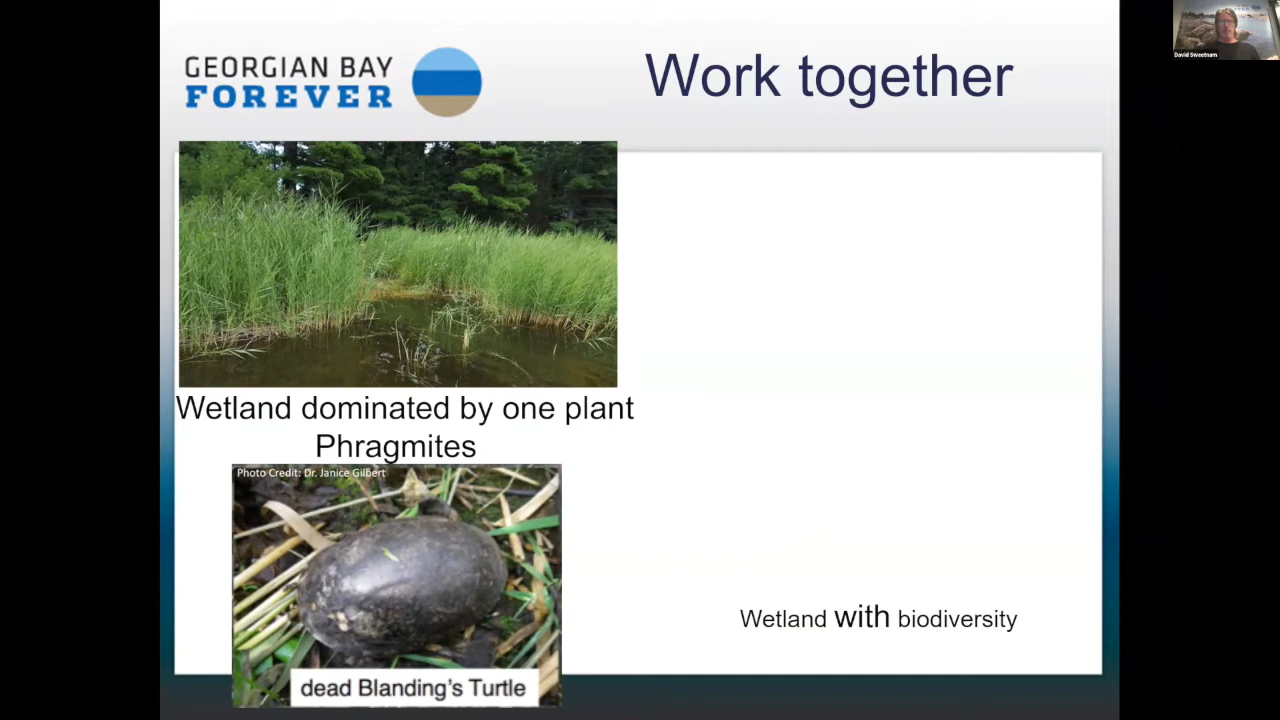 GEORGIAN BAY
FOREVER
Work together
David Sweetnam
Wetland dominated by one plant
Phragmites
Photo Credit: Dr. Janice Gilbert
dead Blanding's Turtle
Wetland with biodiversity